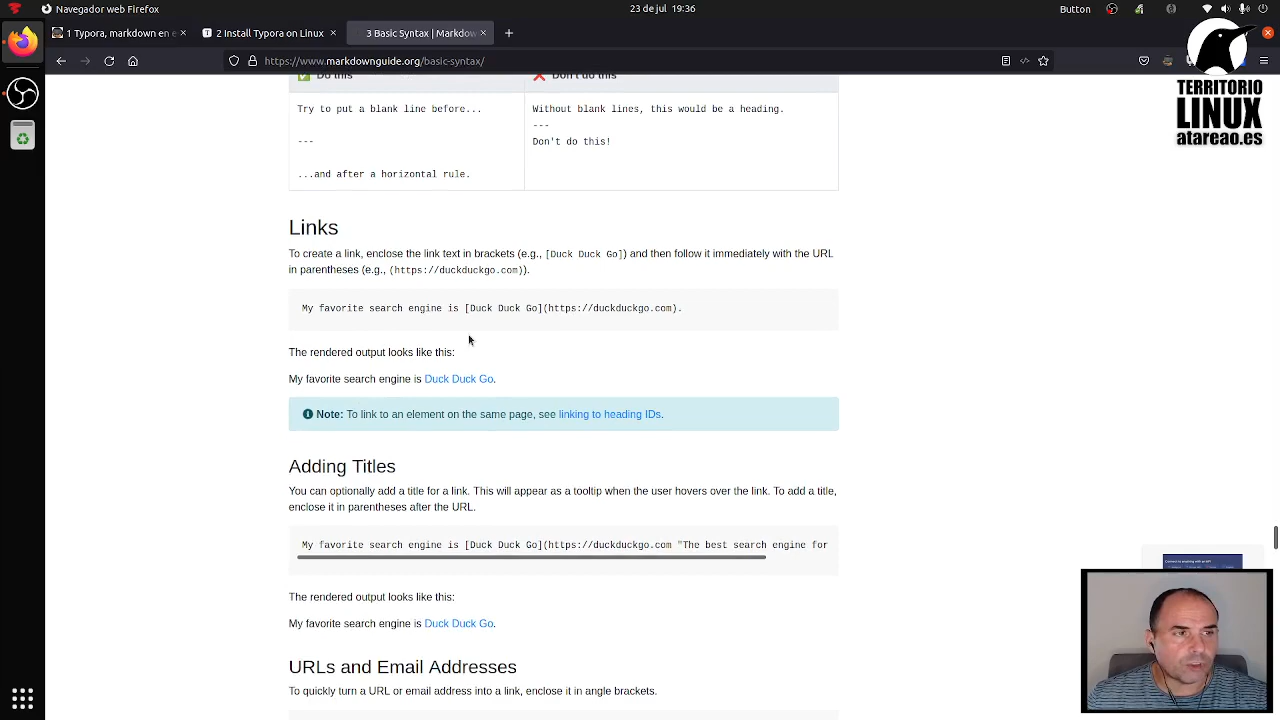 Navegador web Firefox
23 de jul 19:36
Button
1 Typora, markdown en e
2 Install Typora on Linux
3 Basic Syntax | Markdow
https://www.markdownguide.org/basic-syntax/
TERRITORIO
LINUX
atareao.es
Do this
Don't do this
Try to put a blank line before...
---
...and after a horizontal rule.
Without blank lines, this would be a heading.
---
Don't do this!
Links
To create a link, enclose the link text in brackets (e.g., [Duck Duck Go]) and then follow it immediately with the URL
in parentheses (e.g., (https://duckduckgo.com)).
My favorite search engine is [Duck Duck Go](https://duckduckgo.com).
The rendered output looks like this:
My favorite search engine is Duck Duck Go.
Note: To link to an element on the same page, see linking to heading IDs.
Adding Titles
You can optionally add a title for a link. This will appear as a tooltip when the user hovers over the link. To add a title,
enclose it in parentheses after the URL.
My favorite search engine is [Duck Duck Go](https://duckduckgo.com "The best search engine for
The rendered output looks like this:
My favorite search engine is Duck Duck Go.
URLs and Email Addresses
To quickly turn a URL or email address into a link, enclose it in angle brackets.